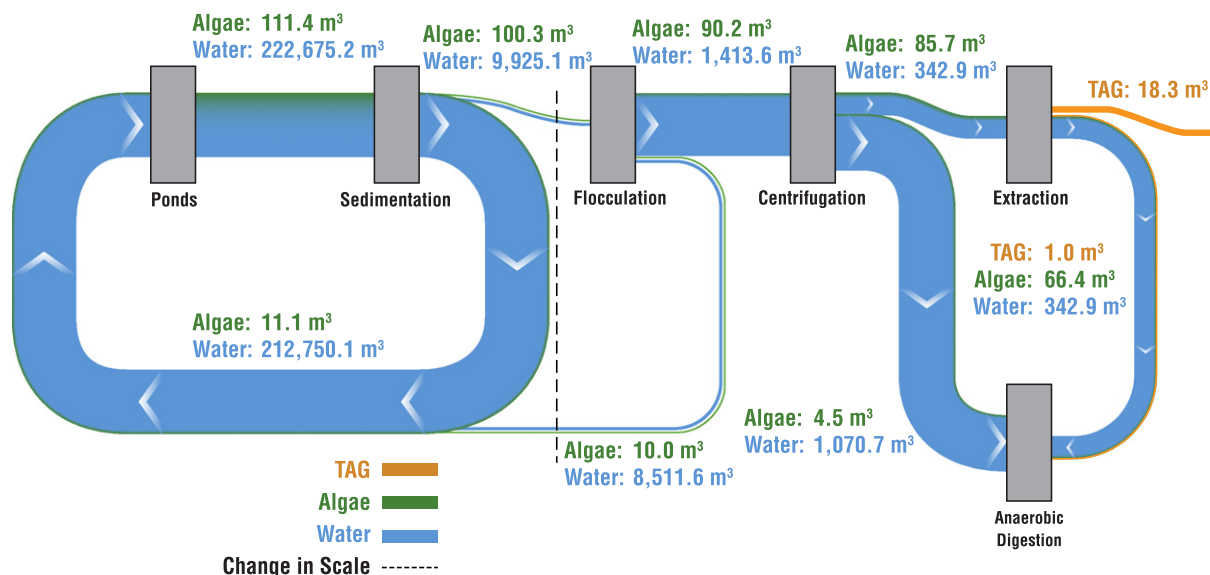 Algae: 111.4 m³
Water: 222,675.2 m³
Algae: 100.3 m³
Water: 9,925.1 m³
Algae: 90.2 m³
Water: 1,413.6 m³
Algae: 85.7 m³
Water: 342.9 m³
TAG: 18.3 m³
Ponds
Sedimentation
Flocculation
Centrifugation
Extraction
TAG: 1.0 m³
Algae: 66.4 m³
Water: 342.9 m³
Algae: 11.1 m³
Water: 212,750.1 m³
Algae: 4.5 m³
Water: 1,070.7 m³
Algae: 10.0 m³
Water: 8,511.6 m³
TAG
Algae
Water
Change in Scale
Anaerobic
Digestion